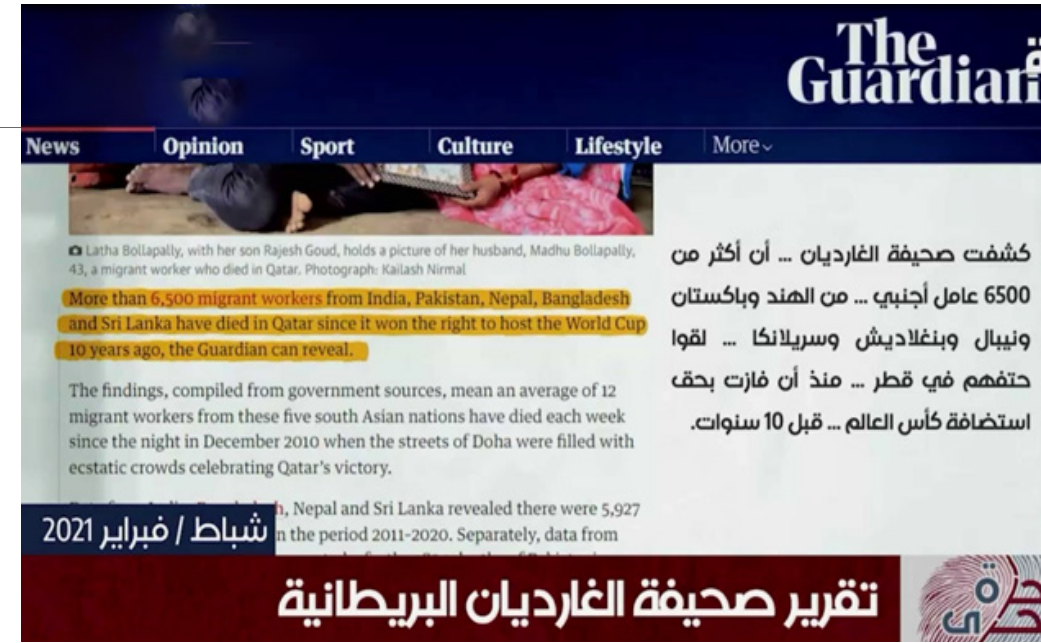 The
Guardian
News Opinion Sport Culture Lifestyle More
Latha Bollapally, with her son Rajesh Goud, holds a picture of her husband, Madhu Bollapally,
43, a migrant worker who died in Qatar. Photograph: Kailash Nirmal
More than 6,500 migrant workers from India, Pakistan, Nepal, Bangladesh
and Sri Lanka have died in Qatar since it won the right to host the World Cup
10 years ago, the Guardian can reveal.
The findings, compiled from government sources, mean an average of 12
migrant workers from these five south Asian nations have died each week
since the night in December 2010 when the streets of Doha were filled with
ecstatic crowds celebrating Qatar's victory.
Nepal and Sri Lanka revealed there were 5,927
the period 2011-2020. Separately, data from
كشفت صحيفة الغارديان ... أن أكثر من
6500 عامل أجنبي ... من الهند وباكستان
ونيبال وبنغلاديش وسريلانكا ... لقوا
حتفهم في قطر ... منذ أن فازت بحق
استضافة كأس العالم ... قبل 10 سنوات.
شباط / فبراير 2021
تقرير صحيفة الغارديان البريطانية